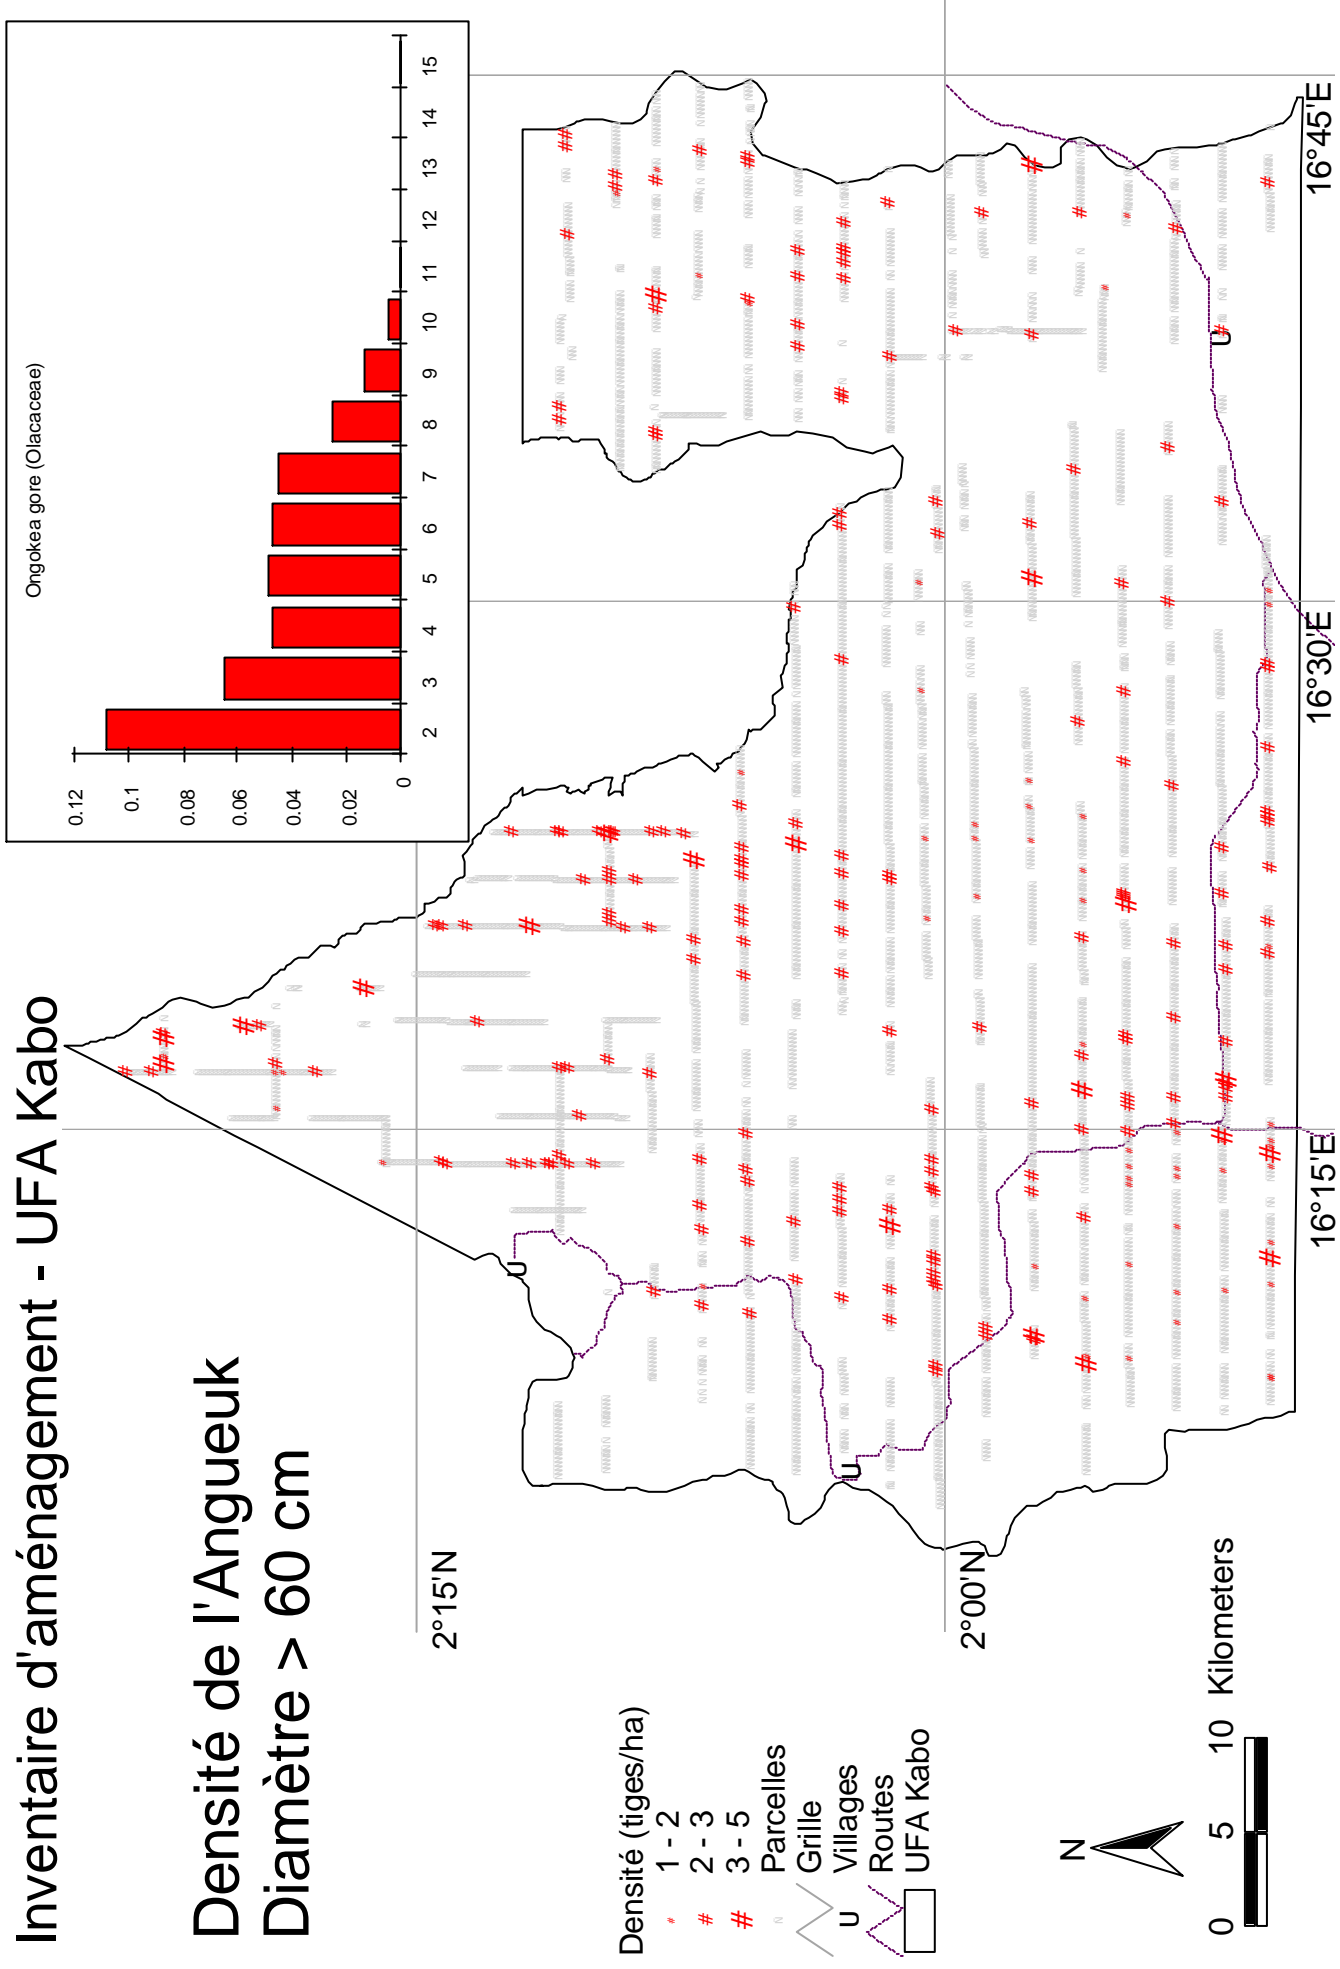 Inventaire d'aménagement - UFA Kabo
Densité de l'Angueuk
Diamètre > 60 cm
Ongokea gore (Olacaceae)
0.12
0.1
0.08
0.06
0.04
0.02
0
2 3 4 5 6 7 8 9 10 11 12 13 14 15
2°15'N
2°00'N
16°15'E
16°30'E
16°45'E
U
U
U
Densité (tiges/ha)
1 - 2
2 - 3
3 - 5
Parcelles
Grille
U Villages
Routes
UFA Kabo
N
0 5 10 Kilometers